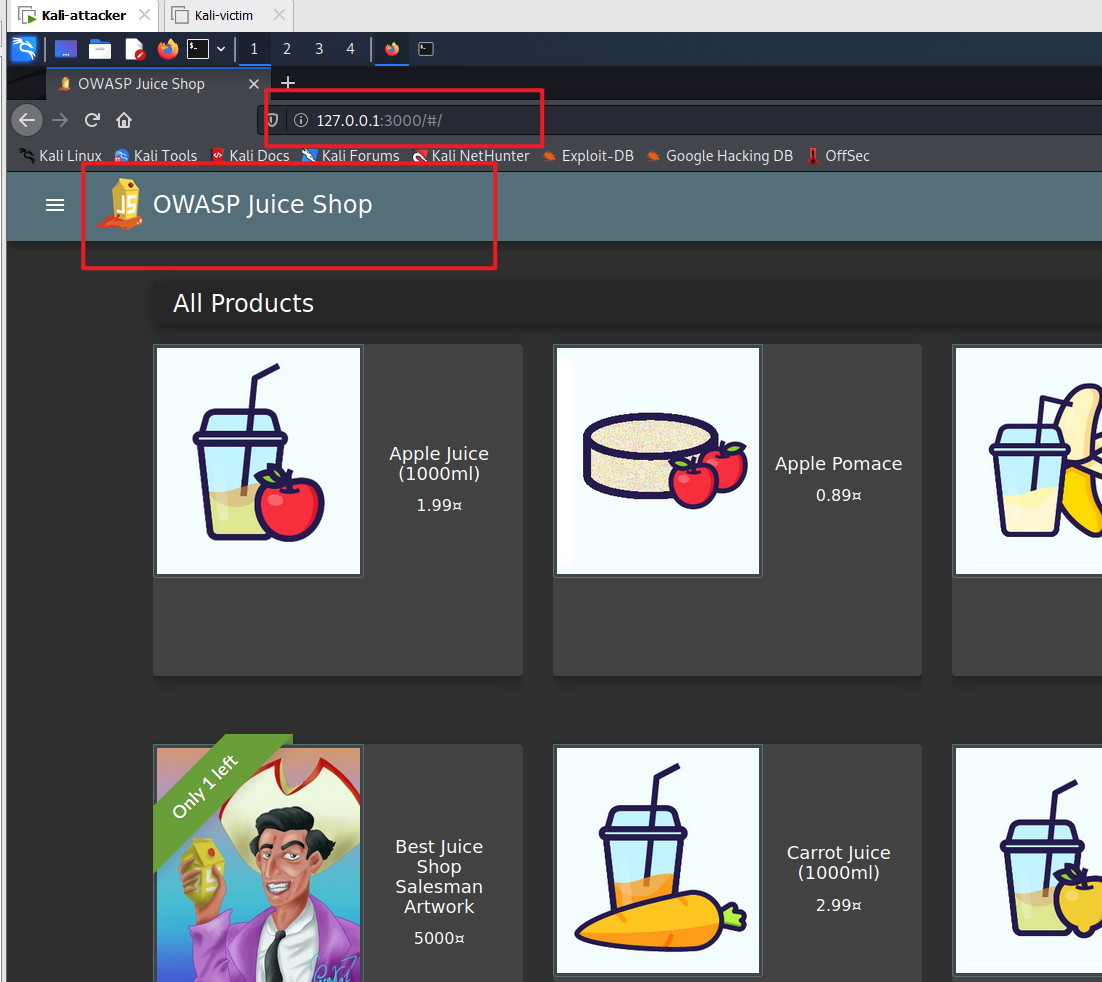 Kali-attacker
Kali-victim
1 2 3 4
OWASP Juice Shop
127.0.0.1:3000/#/
Kali Linux Kali Tools Kali Docs Kali Forums Kali NetHunter Exploit-DB Google Hacking DB OffSec
JS
OWASP Juice Shop
All Products
Apple Juice
(1000ml)
1.99¤
Apple Pomace
0.89¤
Only 1 left
Best Juice
Shop
Salesman
Artwork
5000¤
Carrot Juice
(1000ml)
2.99¤